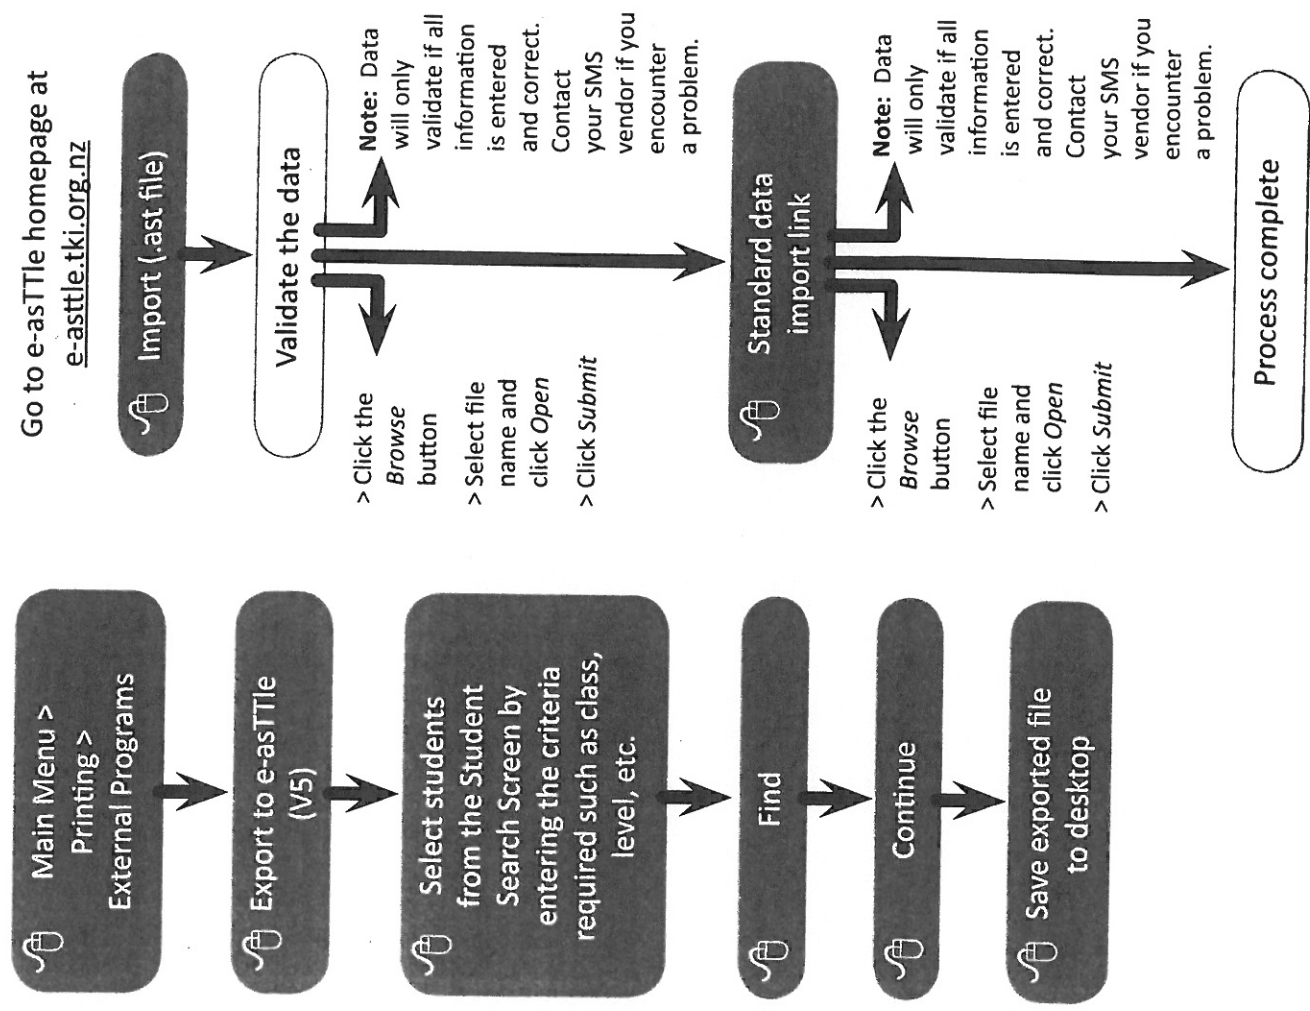 Main Menu >
Printing >
External Programs
Export to e-asTTle
(V5)
Select students
from the Student
Search Screen by
entering the criteria
required such as class,
level, etc.
Find
Continue
Save exported file
to desktop
Go to e-asTTle homepage at
e-asttle.tki.org.nz
Import (.ast file)
Validate the data
> Click the
Browse
button
> Select file
name and
click Open
> Click Submit
Note: Data
will only
validate if all
information
is entered
and correct.
Contact
your SMS
vendor if you
encounter
a problem.
Standard data
import link
> Click the
Browse
button
> Select file
name and
click Open
> Click Submit
Note: Data
will only
validate if all
information
is entered
and correct.
Contact
your SMS
vendor if you
encounter
a problem.
Process complete